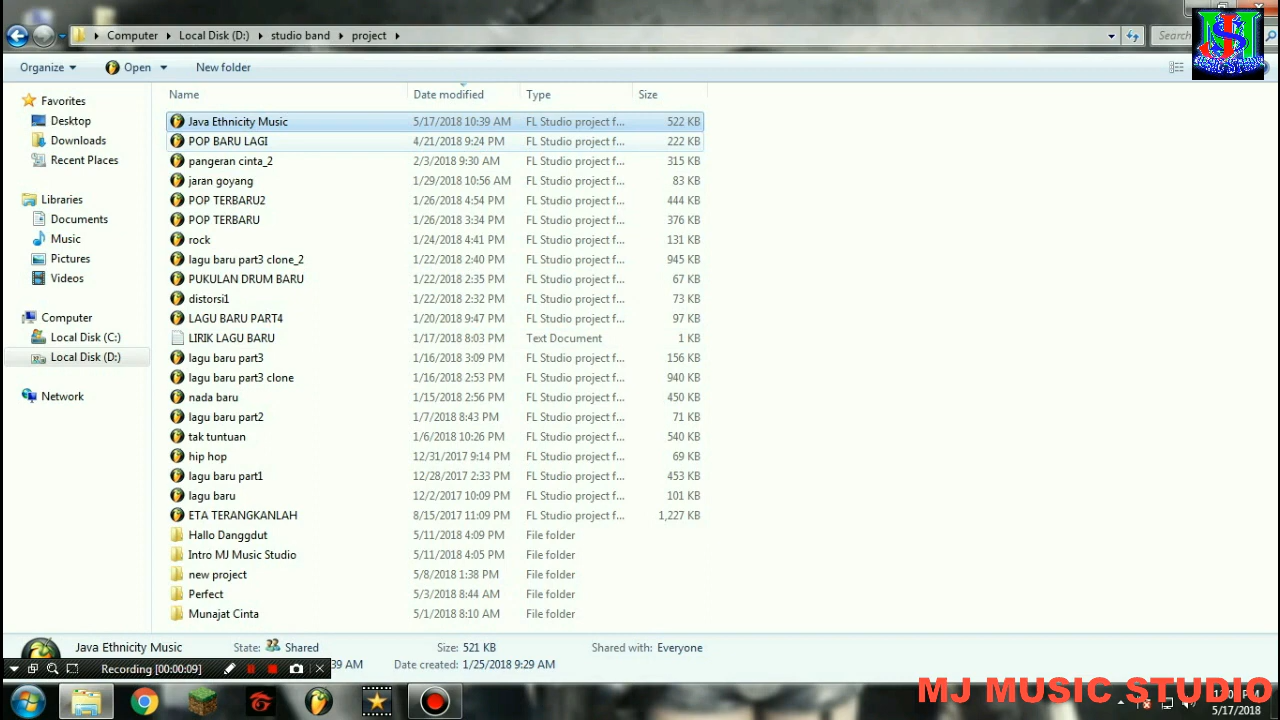 Computer Local Disk (D:) studio band project Search
Organize Open New folder
Name Date modified Type Size
Favorites
Desktop
Downloads
Recent Places
Libraries
Documents
Music
Pictures
Videos
Computer
Local Disk (C:)
Local Disk (D:)
Network
Java Ethnicity Music 5/17/2018 10:39 AM FL Studio project f... 522 KB
POP BARU LAGI 4/21/2018 9:24 PM FL Studio project f... 222 KB
pangeran cinta_2 2/3/2018 9:30 AM FL Studio project f... 315 KB
jaran goyang 1/29/2018 10:56 AM FL Studio project f... 83 KB
POP TERBARU2 1/26/2018 4:54 PM FL Studio project f... 444 KB
POP TERBARU 1/26/2018 3:34 PM FL Studio project f... 376 KB
rock 1/24/2018 4:41 PM FL Studio project f... 131 KB
lagu baru part3 clone_2 1/22/2018 2:40 PM FL Studio project f... 945 KB
PUKULAN DRUM BARU 1/22/2018 2:35 PM FL Studio project f... 67 KB
distorsi1 1/22/2018 2:32 PM FL Studio project f... 73 KB
LAGU BARU PART4 1/20/2018 9:47 PM FL Studio project f... 97 KB
LIRIK LAGU BARU 1/17/2018 8:03 PM Text Document 1 KB
lagu baru part3 1/16/2018 3:09 PM FL Studio project f... 156 KB
lagu baru part3 clone 1/16/2018 2:53 PM FL Studio project f... 940 KB
nada baru 1/15/2018 2:56 PM FL Studio project f... 450 KB
lagu baru part2 1/7/2018 8:43 PM FL Studio project f... 71 KB
tak tuntuan 1/6/2018 10:26 PM FL Studio project f... 540 KB
hip hop 12/31/2017 9:14 PM FL Studio project f... 69 KB
lagu baru part1 12/28/2017 2:33 PM FL Studio project f... 453 KB
lagu baru 12/2/2017 10:09 PM FL Studio project f... 101 KB
ETA TERANGKANLAH 8/15/2017 11:09 PM FL Studio project f... 1,227 KB
Hallo Danggdut 5/11/2018 4:09 PM File folder
Intro MJ Music Studio 5/11/2018 4:05 PM File folder
new project 5/8/2018 1:38 PM File folder
Perfect 5/3/2018 8:44 AM File folder
Munajat Cinta 5/1/2018 8:10 AM File folder
Java Ethnicity Music State: Shared Size: 521 KB Shared with: Everyone
39 AM Date created: 1/25/2018 9:29 AM
Recording [00:00:09]
MJ MUSIC STUDIO
5/17/2018